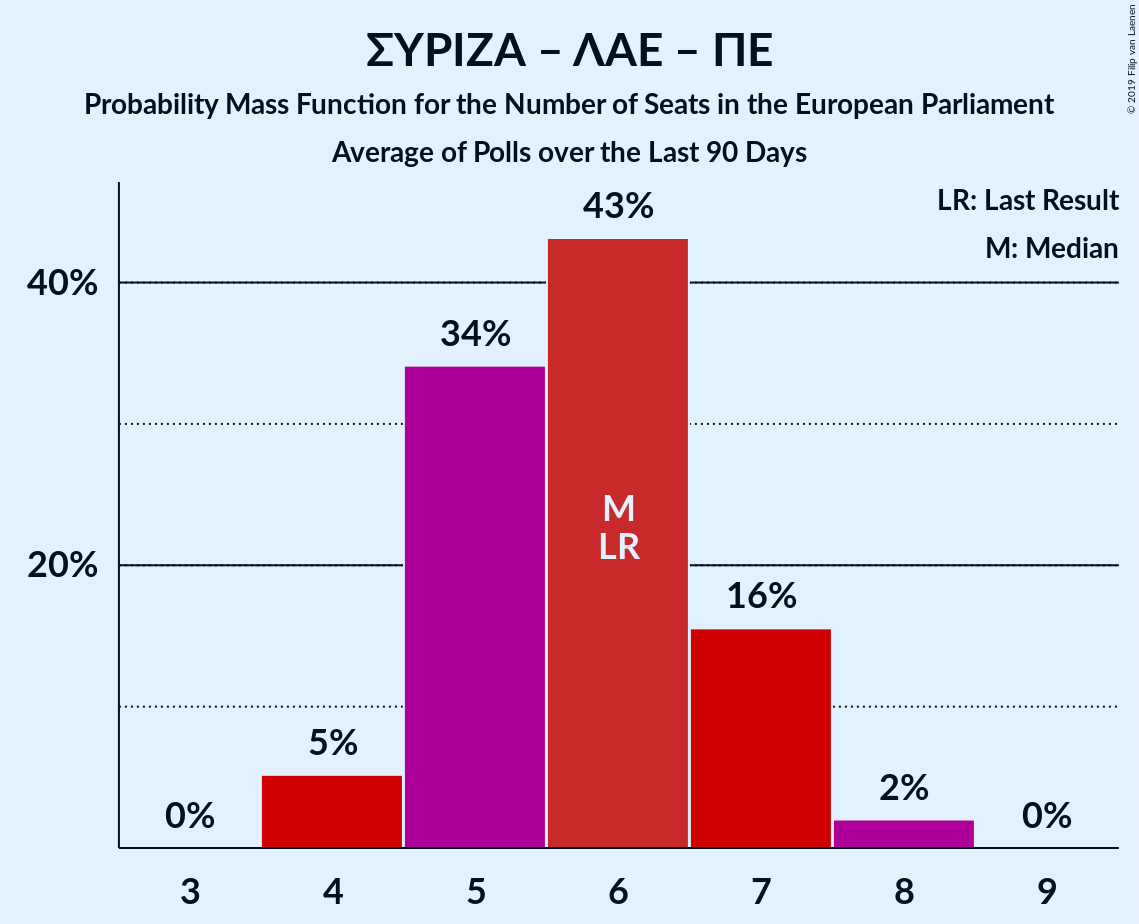 ΣΥΡΙΖΑ – ΛΑΕ – ΠΕ
Probability Mass Function for the Number of Seats in the European Parliament
Average of Polls over the Last 90 Days
© 2019 Filip van Laenen
LR: Last Result
M: Median
43%
40%
34%
M
LR
20%
16%
5%
2%
0%
0%
3 4 5 6 7 8 9